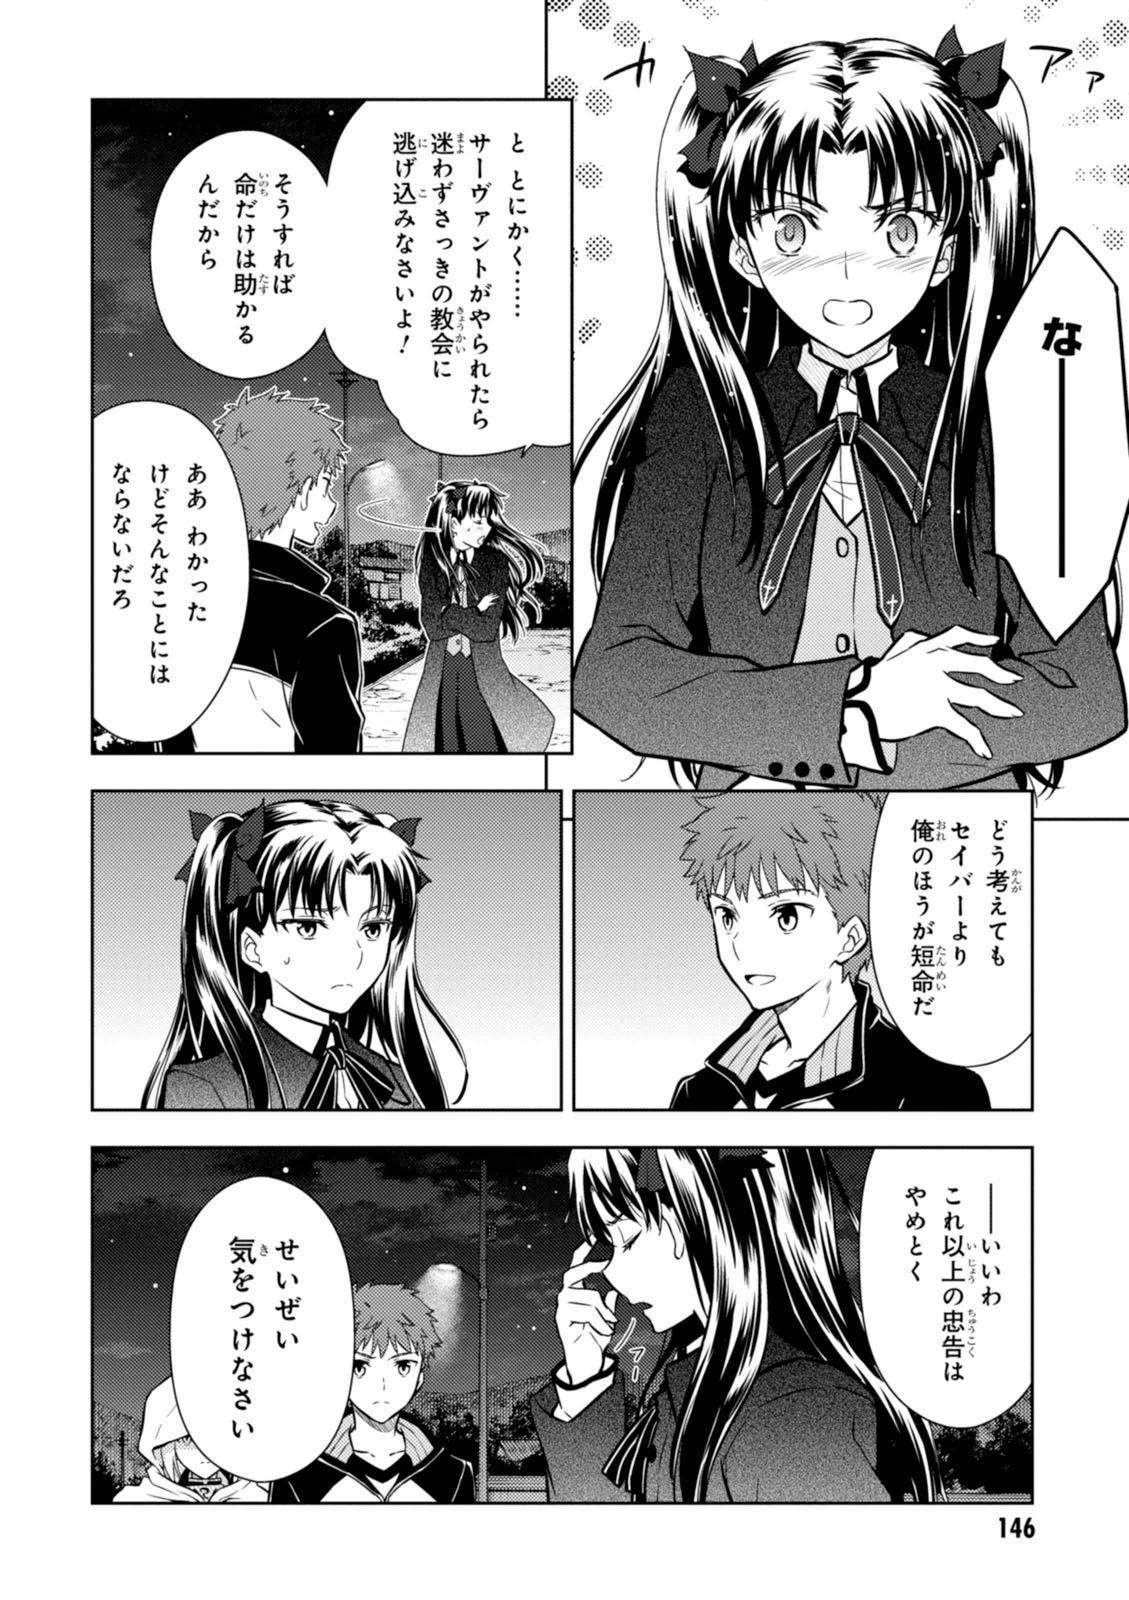 カァァ
な――
と とにかく……
サーヴァントがやられたら
迷わずさっきの教会に
逃げ込みなさいよ！
そうすれば
命だけは助かる
んだから
ああ わかった
けどそんなことには
ならないだろ
どう考えても
セイバーより
俺のほうが短命だ
――いいわ
これ以上の忠告は
やめとく
フー
せいぜい
気をつけなさい
146